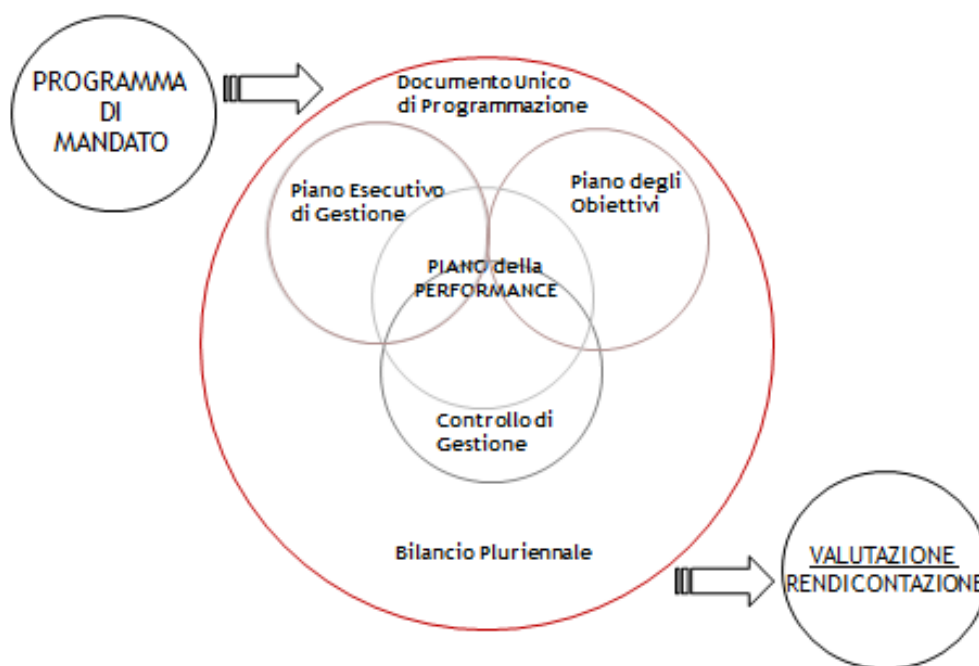 PROGRAMMA
DI
MANDATO
Documento Unico
di Programmazione
Piano Esecutivo
di Gestione
Piano degli
Obiettivi
PIANO della
PERFORMANCE
Controllo di
Gestione
Bilancio Pluriennale
VALUTAZIONE
RENDICONTAZIONE